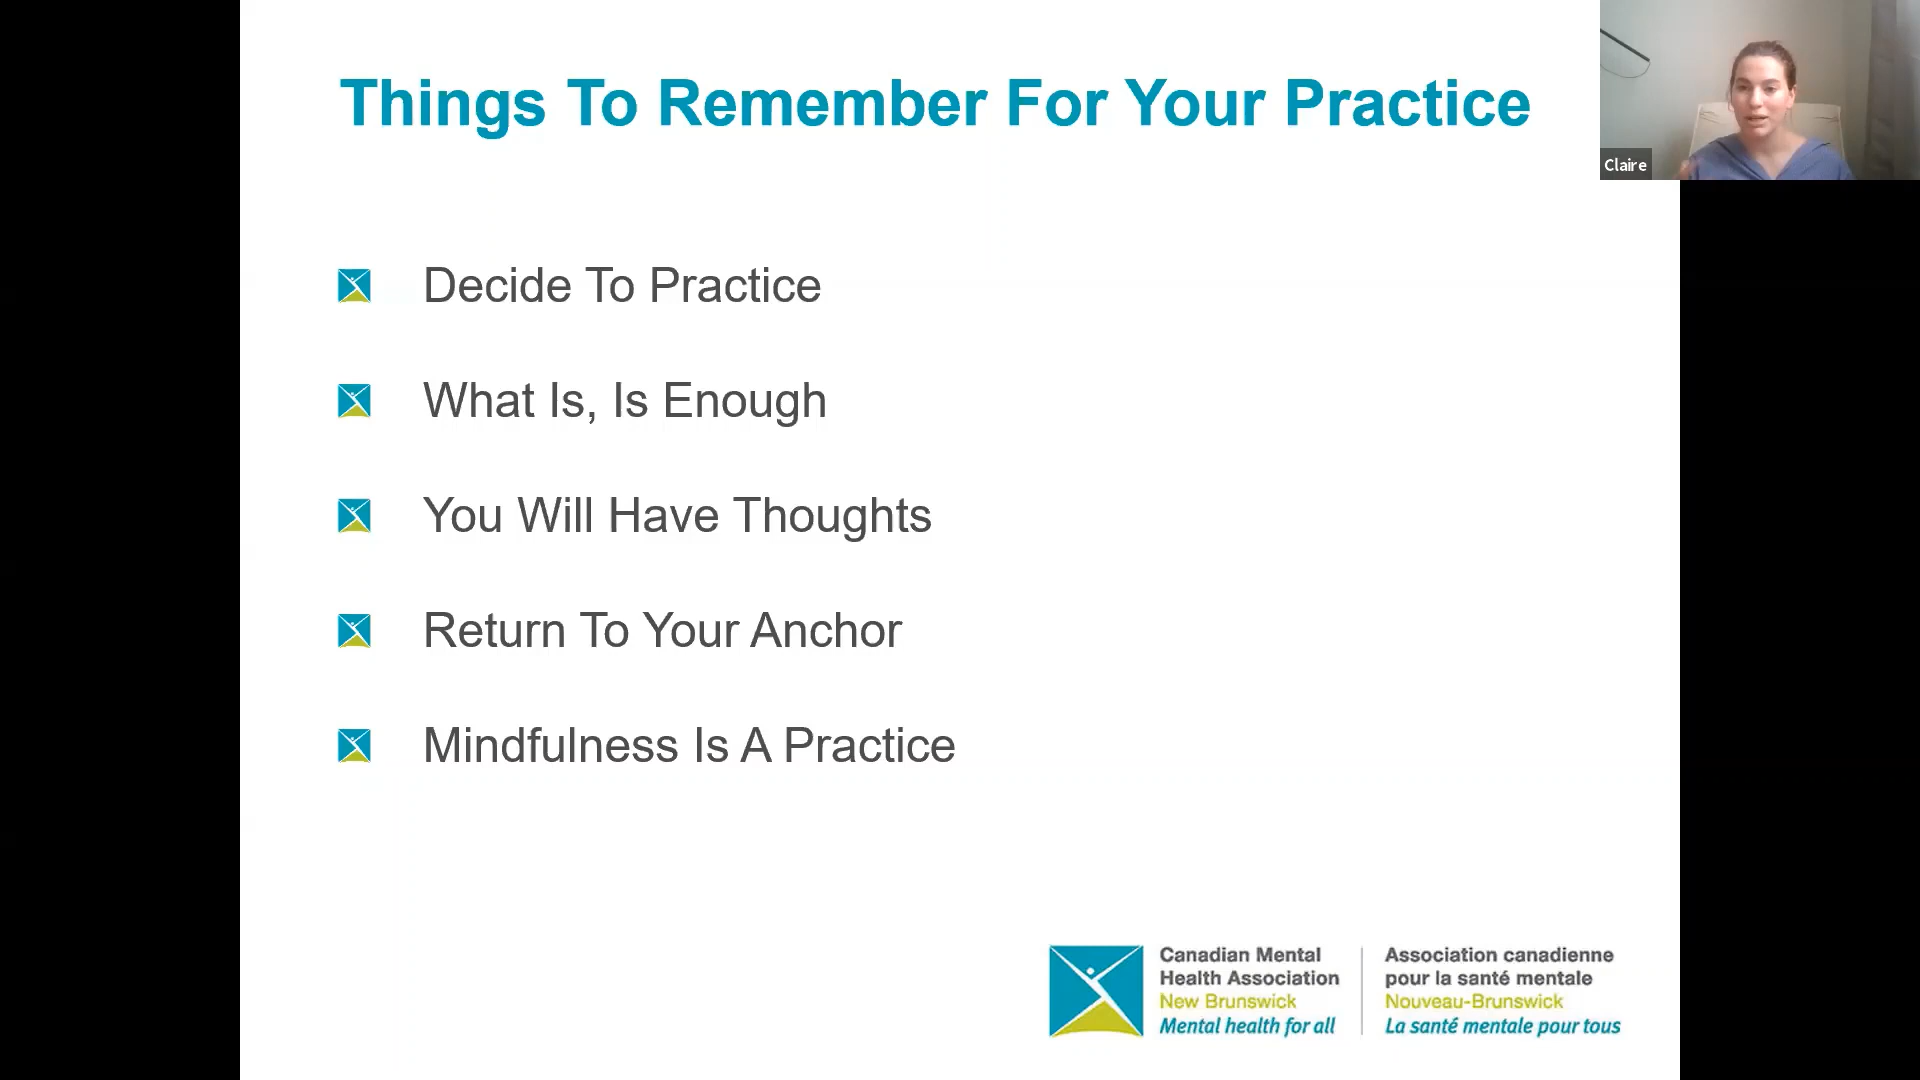 Things To Remember For Your Practice
Claire
Decide To Practice
What Is, Is Enough
You Will Have Thoughts
Return To Your Anchor
Mindfulness Is A Practice
Canadian Mental
Health Association
New Brunswick
Mental health for all
Association canadienne
pour la santé mentale
Nouveau-Brunswick
La santé mentale pour tous